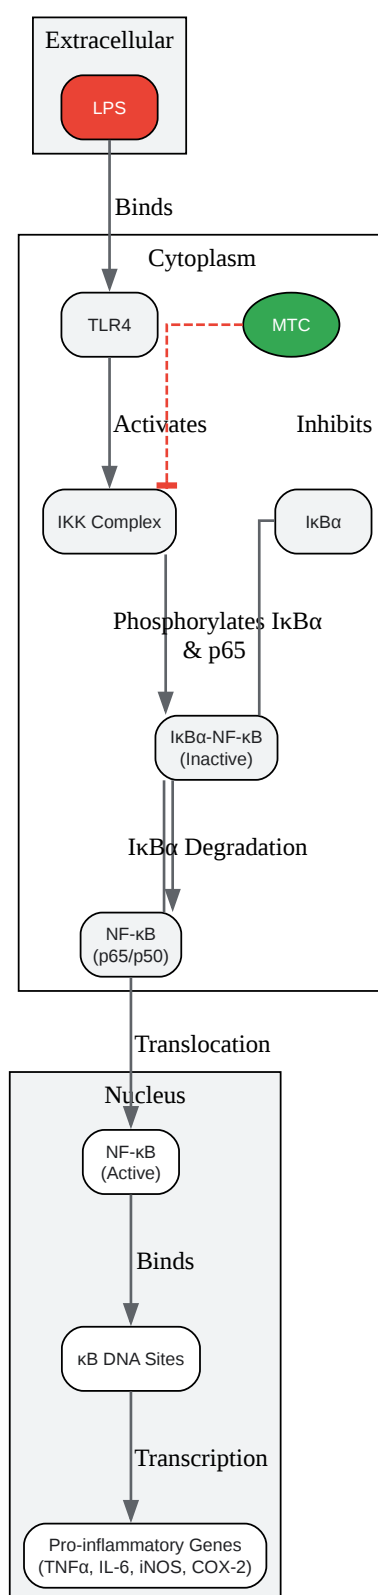 Extracellular
LPS
Binds
Cytoplasm
TLR4
MTC
Activates
Inhibits
IKK Complex
IκBα
Phosphorylates IκBα
& p65
IκBα-NF-κB
(Inactive)
IκBα Degradation
NF-κB
(p65/p50)
Translocation
Nucleus
NF-κB
(Active)
Binds
κB DNA Sites
Transcription
Pro-inflammatory Genes
(TNFα, IL-6, iNOS, COX-2)